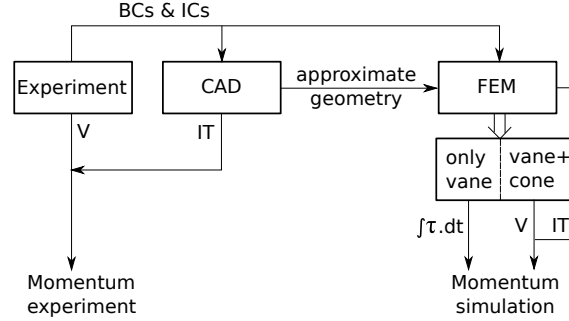 BCs & ICs
Experiment
CAD
approximate
geometry
FEM
V
IT
only
vane
vane+
cone
∫τ.dt
V
IT
Momentum
experiment
Momentum
simulation